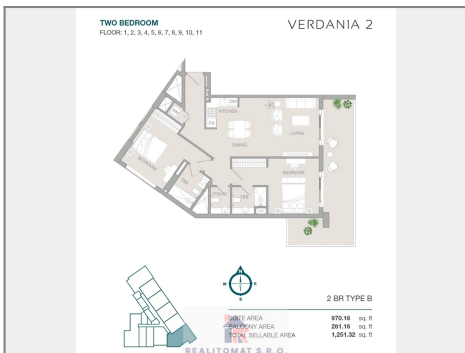 TWO BEDROOM
FLOOR: 1, 2, 3, 4, 5, 6, 7, 8, 9, 10, 11
VERDANIA 2
KITCHEN
DW
LIVING
DINING
BEDROOM
BEDROOM
T&B
T&B
N
W E
S
2 BR TYPE B
SUITE AREA 970.16 sq. ft
BALCONY AREA 281.16 sq. ft
TOTAL SELLABLE AREA 1,251.32 sq. ft
REALITOMAT S.R.O.